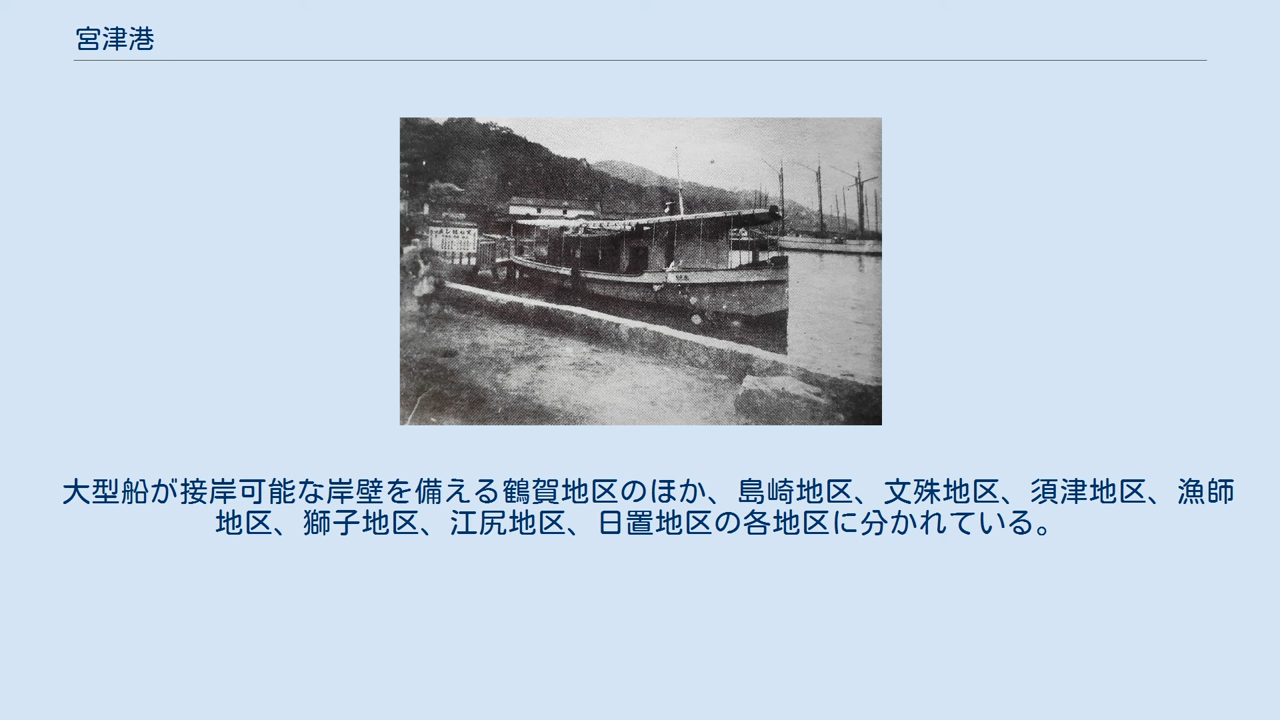 宮津港
大型船が接岸可能な岸壁を備える鶴賀地区のほか、島崎地区、文殊地区、須津地区、漁師
地区、獅子地区、江尻地区、日置地区の各地区に分かれている。